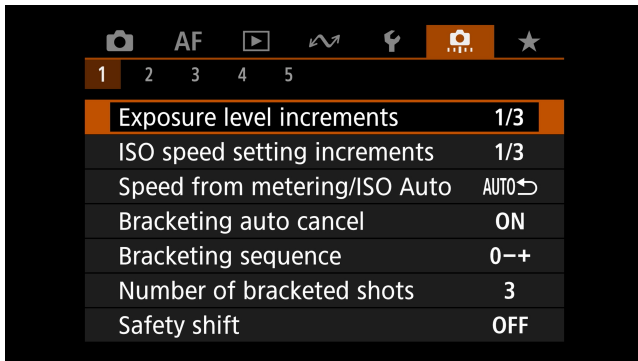 AF
1 2 3 4 5
Exposure level increments 1/3
ISO speed setting increments 1/3
Speed from metering/ISO Auto AUTO
Bracketing auto cancel ON
Bracketing sequence 0−+
Number of bracketed shots 3
Safety shift OFF